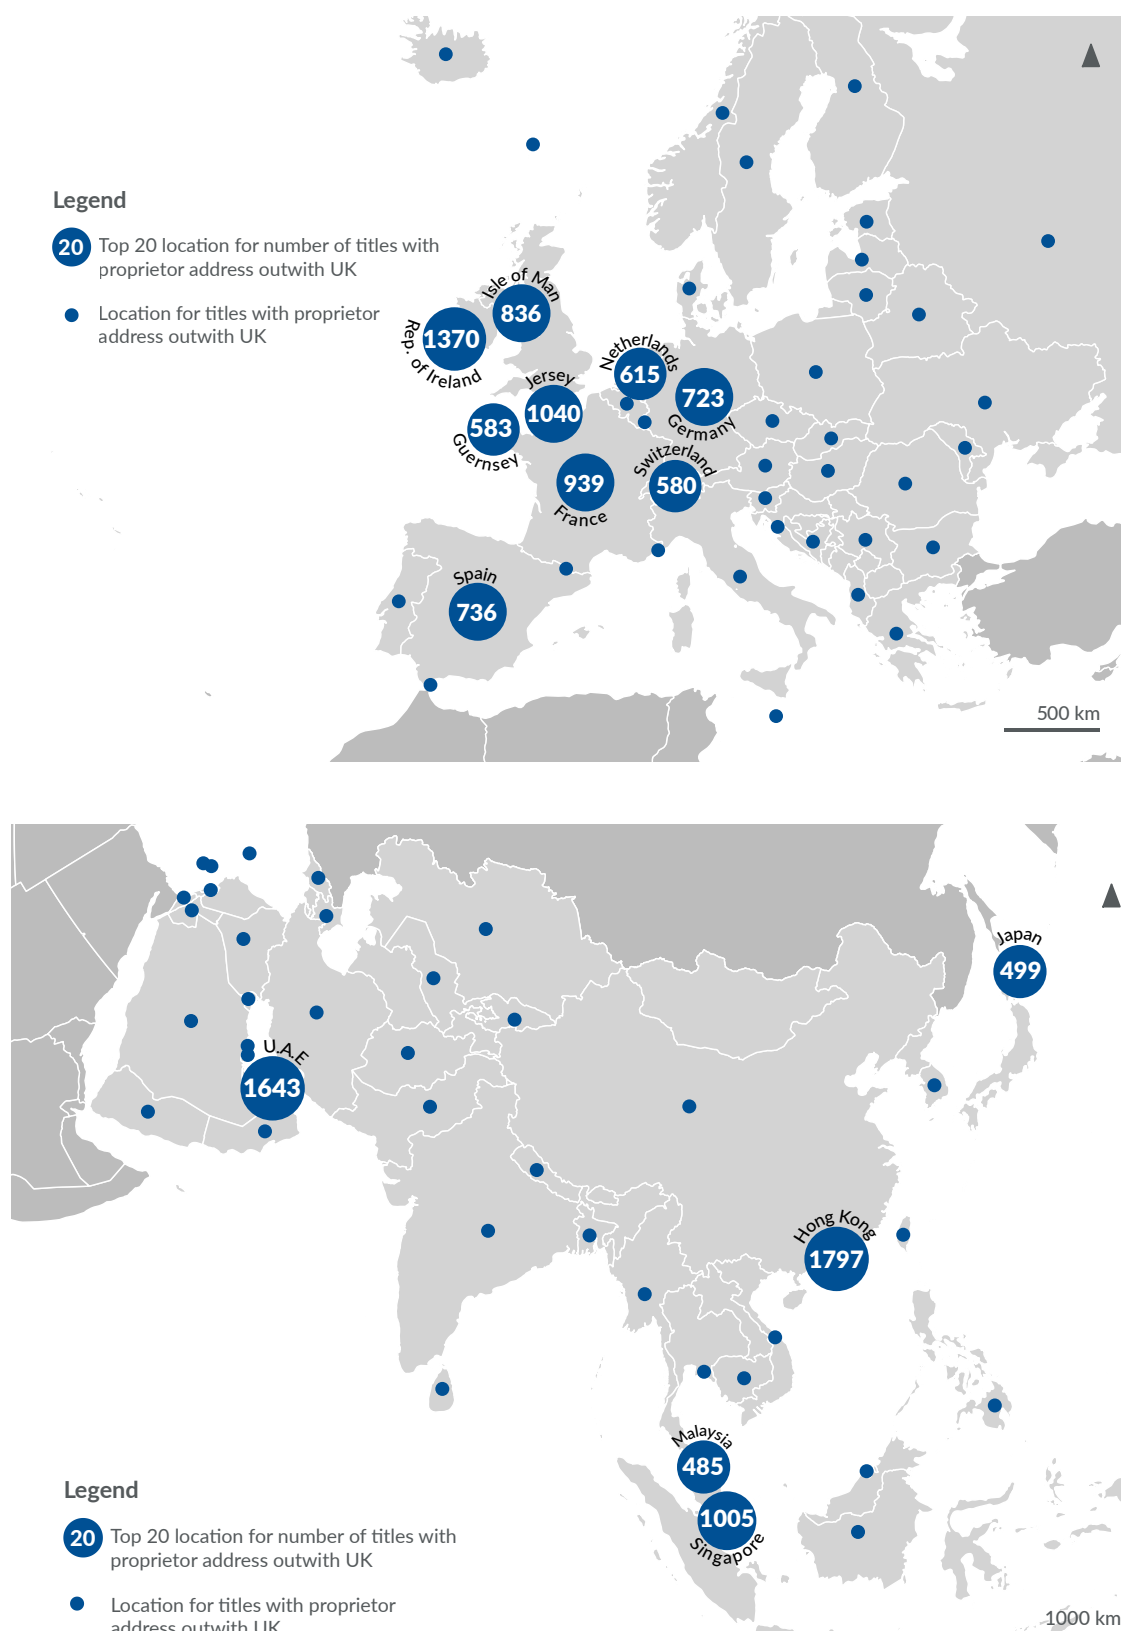 Legend
20 Top 20 location for number of titles with
proprietor address outwith UK
Location for titles with proprietor
address outwith UK
Isle of Man
836
1370
Rep. of Ireland
Netherlands
615
Jersey
1040
723
Germany
583
Guernsey
Switzerland
580
939
France
Spain
736
500 km
Japan
499
U.A.E
1643
Hong Kong
1797
Malaysia
485
1005
Singapore
Legend
20 Top 20 location for number of titles with
proprietor address outwith UK
Location for titles with proprietor
address outwith UK
1000 km